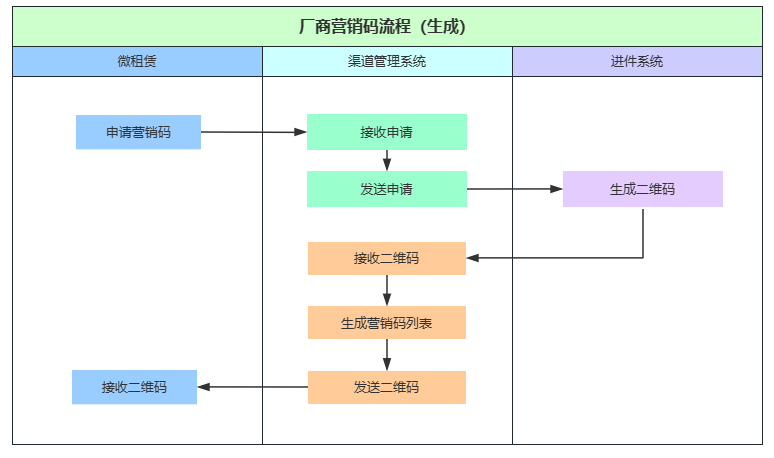 厂商营销码流程（生成）
微租赁
渠道管理系统
进件系统
申请营销码
接收申请
发送申请
生成二维码
接收二维码
生成营销码列表
接收二维码
发送二维码